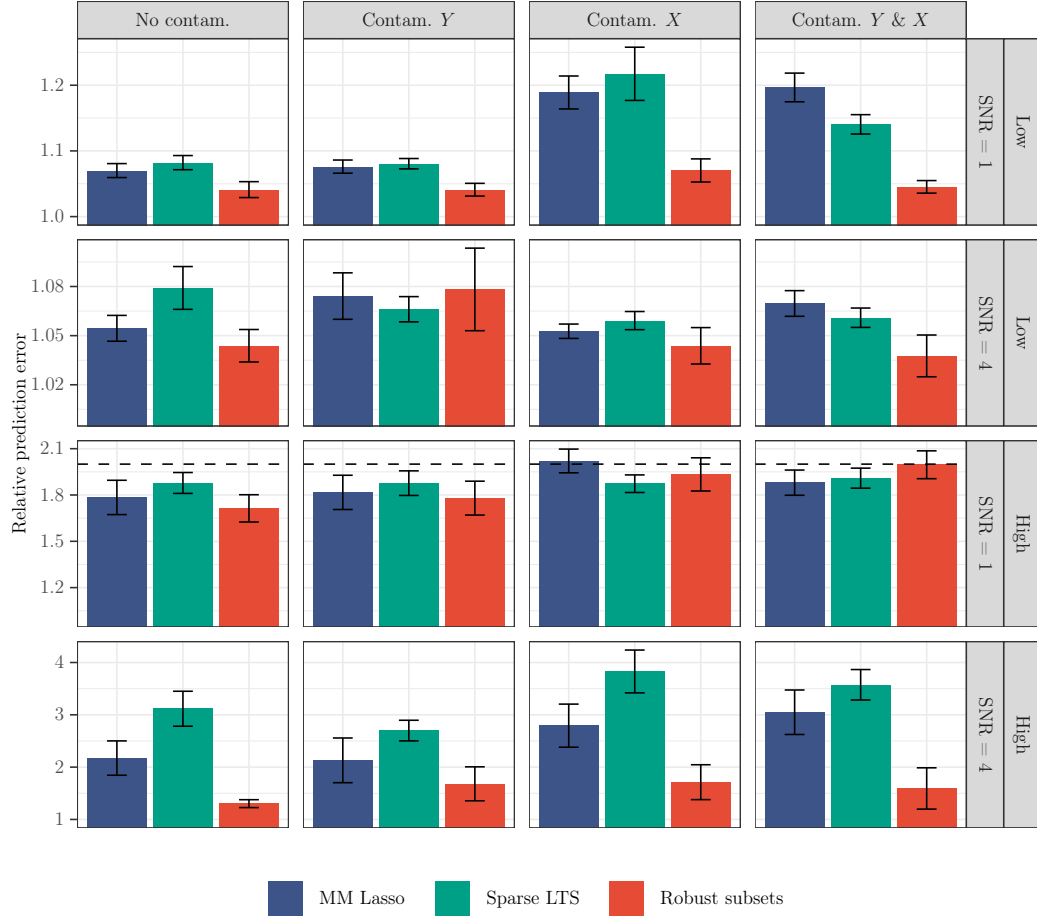 No contam.
Contam. Y
Contam. X
Contam. Y & X
Relative prediction error
1.2
1.1
1.0
SNR = 1
Low
1.08
1.05
1.02
SNR = 4
Low
2.1
1.8
1.5
1.2
SNR = 1
High
4
3
2
1
SNR = 4
High
MM Lasso
Sparse LTS
Robust subsets